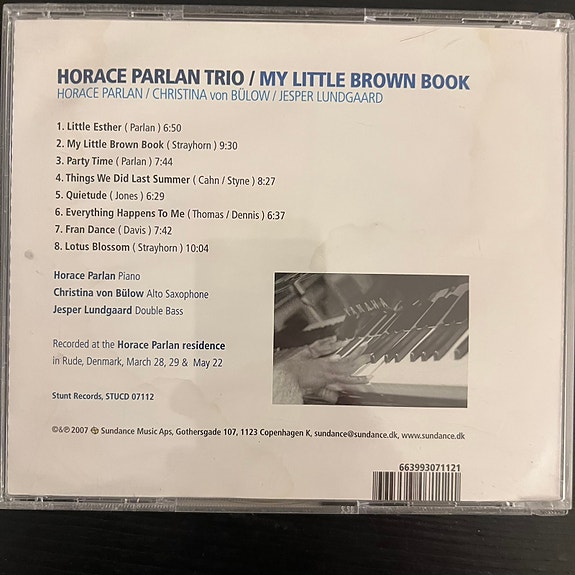 HORACE PARLAN TRIO / MY LITTLE BROWN BOOK
HORACE PARLAN / CHRISTINA von BÜLOW / JESPER LUNDGAARD
1. Little Esther ( Parlan ) 6:50
2. My Little Brown Book ( Strayhorn ) 9:30
3. Party Time ( Parlan ) 7:44
4. Things We Did Last Summer ( Cahn / Styne ) 8:27
5. Quietude ( Jones ) 6:29
6. Everything Happens To Me ( Thomas / Dennis ) 6:37
7. Fran Dance ( Davis ) 7:42
8. Lotus Blossom ( Strayhorn ) 10:04
Horace Parlan Piano
Christina von Bülow Alto Saxophone
Jesper Lundgaard Double Bass
YAMAHA
Recorded at the Horace Parlan residence
in Rude, Denmark, March 28, 29 & May 22
Stunt Records, STUCD 07112
©&℗ 2007 Sundance Music Aps, Gothersgade 107, 1123 Copenhagen K, sundance@sundance.dk, www.sundance.dk
663993071121